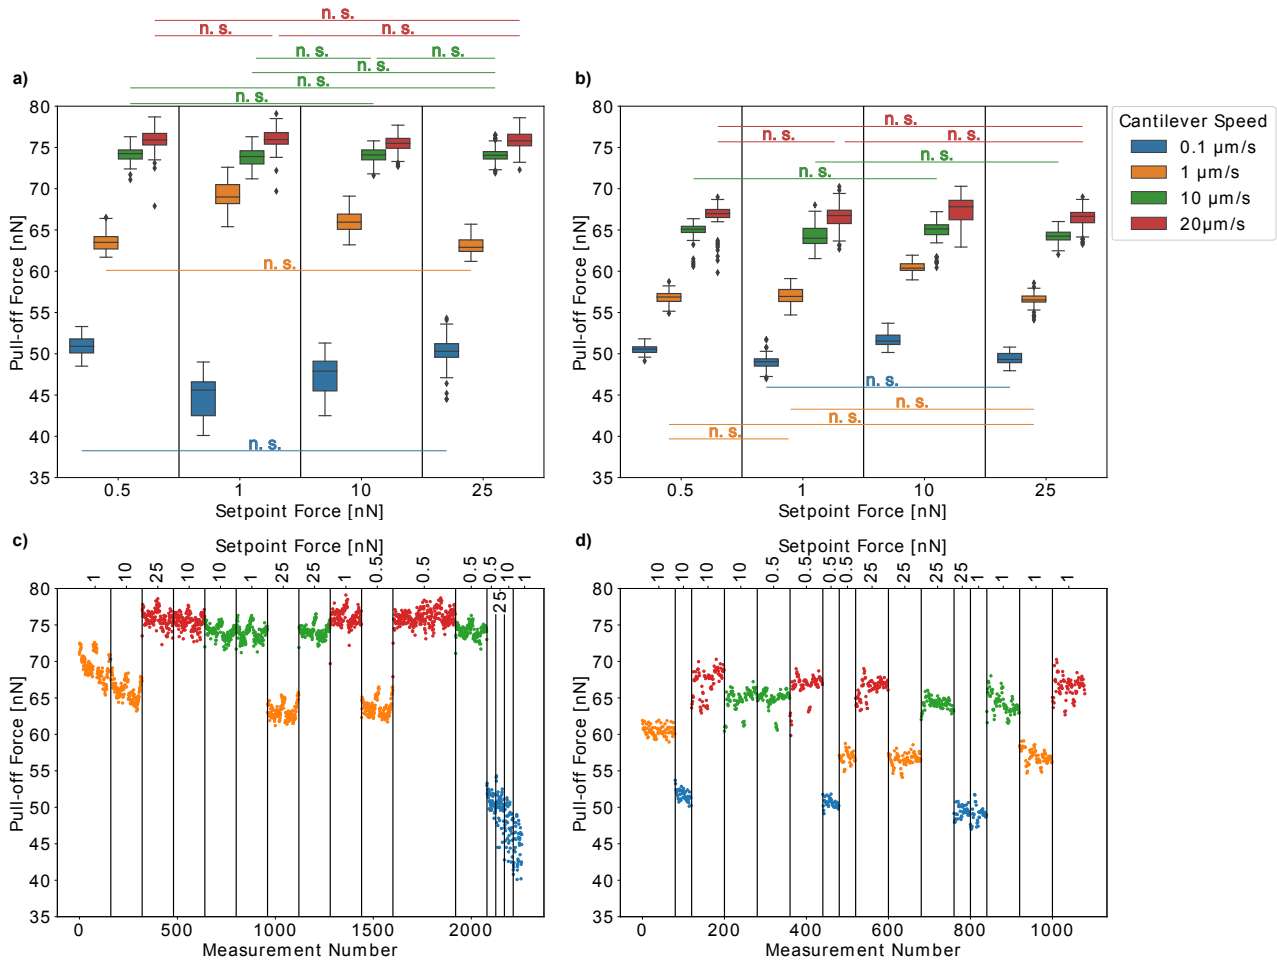 n. s.
n. s. n. s.
n. s. n. s.
n. s.
n. s.
n. s.
a)
80
75
70
65
60
55
50
45
40
35
Pull-off Force [nN]
n. s.
n. s.
0.5 1 10 25
Setpoint Force [nN]
b)
80
75
70
65
60
55
50
45
40
35
Pull-off Force [nN]
n. s.
n. s. n. s.
n. s.
n. s.
n. s.
n. s.
n. s.
n. s.
0.5 1 10 25
Setpoint Force [nN]
Cantilever Speed
0.1 µm/s
1 µm/s
10 µm/s
20µm/s
c)
Setpoint Force [nN]
1 10 25 10 10 1 25 25 1 0.5 0.5 0.5 0.5 25 10 1
80
75
70
65
60
55
50
45
40
35
Pull-off Force [nN]
0 500 1000 1500 2000
Measurement Number
d)
Setpoint Force [nN]
10 10 10 10 0.5 0.5 0.5 0.5 25 25 25 25 1 1 1 1
80
75
70
65
60
55
50
45
40
35
Pull-off Force [nN]
0 200 400 600 800 1000
Measurement Number